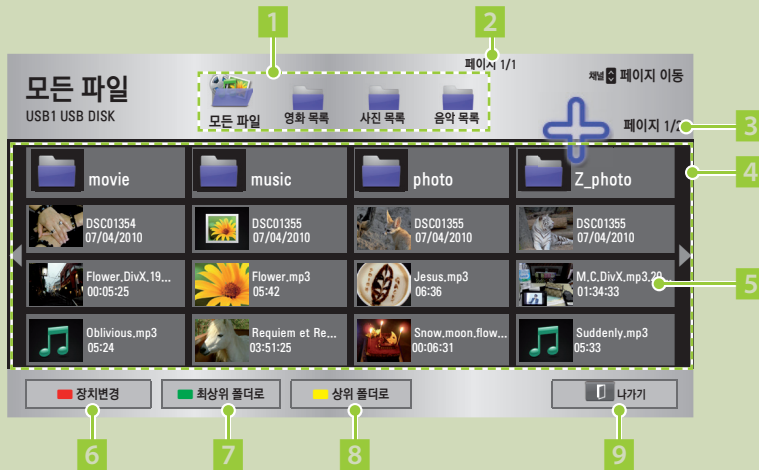 1
2
페이지 1/1
모든 파일
USB1 USB DISK
모든 파일
영화 목록
사진 목록
음악 목록
채널 페이지 이동
페이지 1/2
3
4
movie
music
photo
Z_photo
DSC01354
07/04/2010
DSC01355
07/04/2010
DSC01355
07/04/2010
DSC01355
07/04/2010
Flower,DivX,19...
00:05:25
Flower,mp3
05:42
Jesus,mp3
06:36
M,C,DivX,mp3,20...
01:34:33
5
Oblivious,mp3
05:24
Requiem et Re...
03:51:25
Snow,moon,flow...
00:06:31
Suddenly,mp3
05:33
장치변경
최상위 폴더로
상위 폴더로
나가기
6
7
8
9